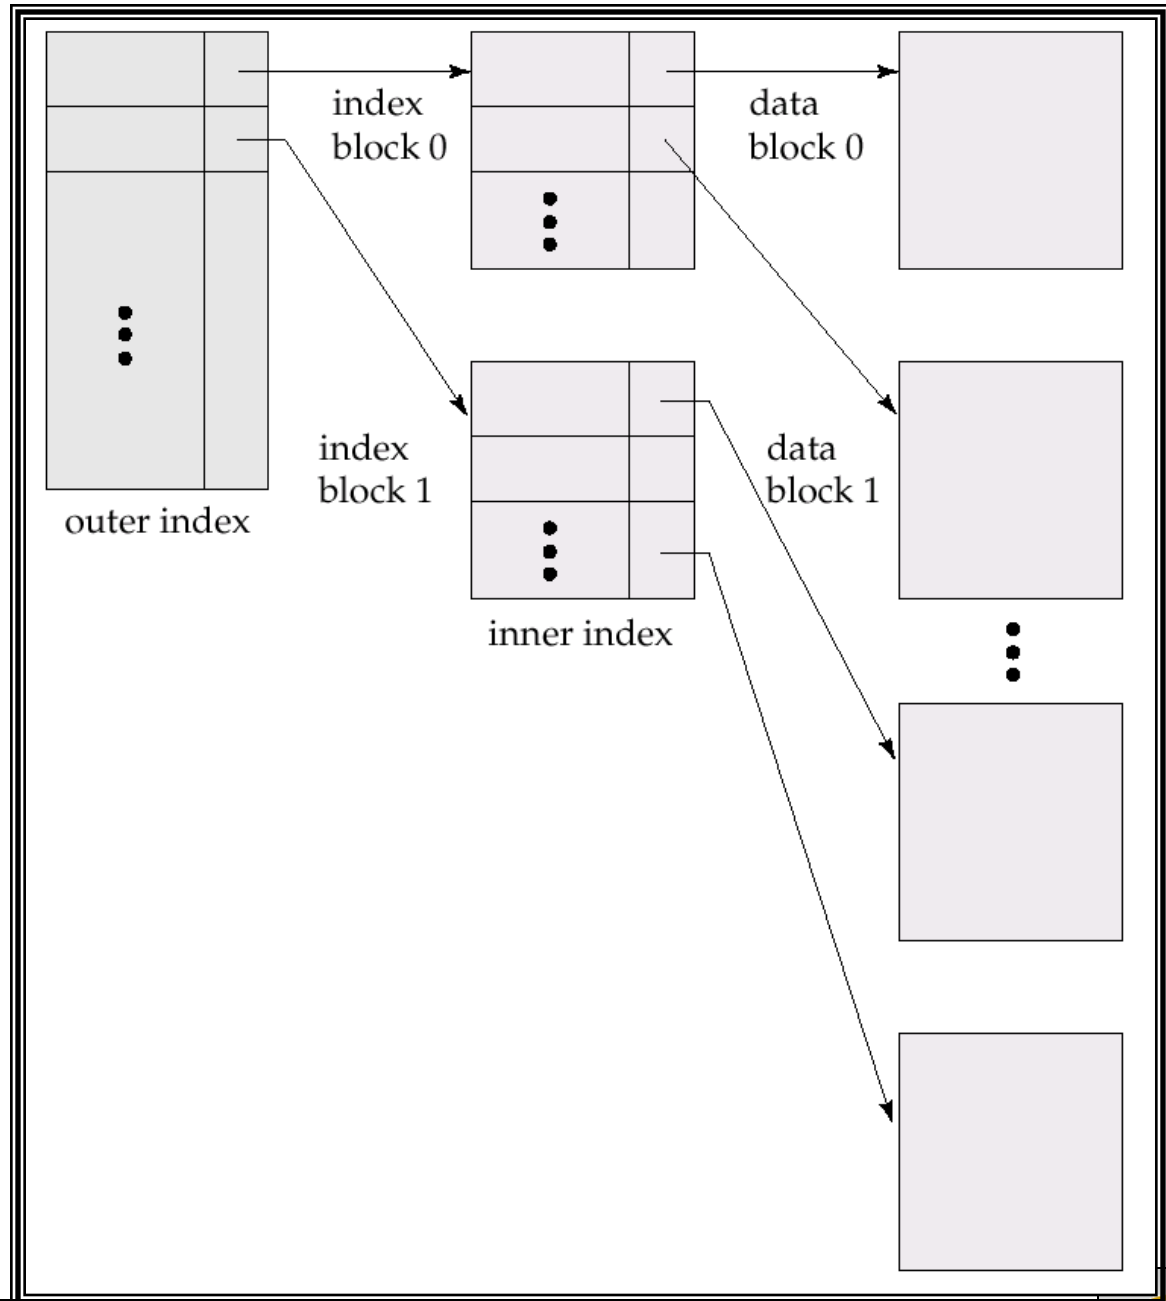 index
block 0
data
block 0
index
block 1
data
block 1
outer index
inner index